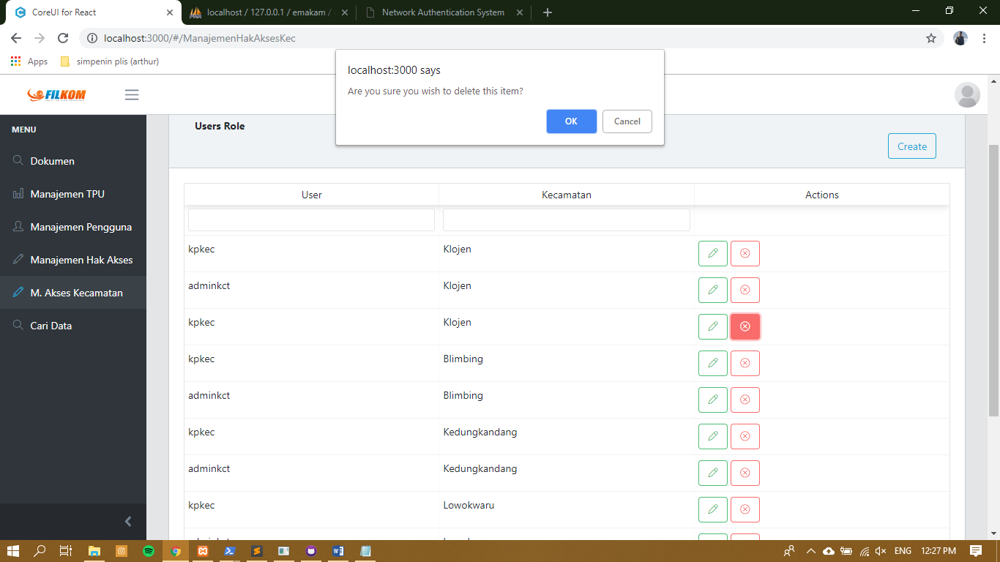 CoreUI for React
localhost / 127.0.0.1 / emakam /
Network Authentication System
localhost:3000/#/ManajemenHakAksesKec
Apps
simpenin plis (arthur)
localhost:3000 says
Are you sure you wish to delete this item?
OK
Cancel
FILKOM
MENU
Dokumen
Manajemen TPU
Manajemen Pengguna
Manajemen Hak Akses
M. Akses Kecamatan
Cari Data
Users Role
Create
User Kecamatan Actions
kpkec Klojen
adminkct Klojen
kpkec Klojen
kpkec Blimbing
adminkct Blimbing
kpkec Kedungkandang
adminkct Kedungkandang
kpkec Lowokwaru
ENG 12:27 PM